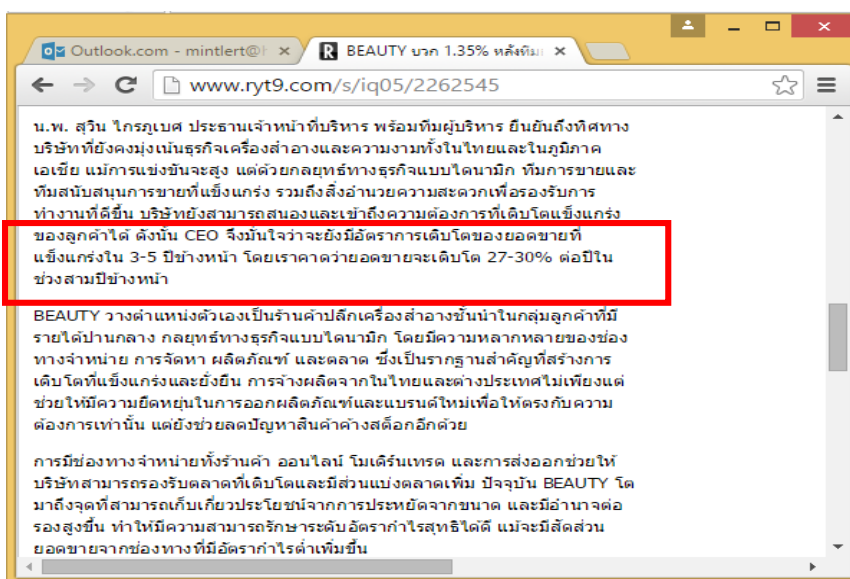 Outlook.com - mintlert@h
BEAUTY บวก 1.35% หลังทีม
www.ryt9.com/s/iq05/2262545
น.พ. สุวิน ไกรภูเบศ ประธานเจ้าหน้าที่บริหาร พร้อมทีมผู้บริหาร ยืนยันถึงทิศทาง
บริษัทที่ยังคงมุ่งเน้นธุรกิจเครื่องสำอางและความงามทั้งในไทยและในภูมิภาค
เอเชีย แม้การแข่งขันจะสูง แต่ด้วยกลยุทธ์ทางธุรกิจแบบไดนามิก ทีมการขายและ
ทีมสนับสนุนการขายที่แข็งแกร่ง รวมถึงสิ่งอำนวยความสะดวกเพื่อรองรับการ
ทำงานที่ดีขึ้น บริษัทยังสามารถสนองและเข้าถึงความต้องการที่เติบโตแข็งแกร่ง
ของลูกค้าได้ ดังนั้น CEO จึงมั่นใจว่าจะยังมีอัตราการเติบโตของยอดขายที่
แข็งแกร่งใน 3-5 ปีข้างหน้า โดยเราคาดว่ายอดขายจะเติบโต 27-30% ต่อปีใน
ช่วงสามปีข้างหน้า
BEAUTY วางตำแหน่งตัวเองเป็นร้านค้าปลีกเครื่องสำอางชั้นนำในกลุ่มลูกค้าที่มี
รายได้ปานกลาง กลยุทธ์ทางธุรกิจแบบไดนามิก โดยมีความหลากหลายของช่อง
ทางจำหน่าย การจัดหา ผลิตภัณฑ์ และตลาด ซึ่งเป็นรากฐานสำคัญที่สร้างการ
เติบโตที่แข็งแกร่งและยั่งยืน การจ้างผลิตจากในไทยและต่างประเทศไม่เพียงแต่
ช่วยให้มีความยืดหยุ่นในการออกผลิตภัณฑ์และแบรนด์ใหม่เพื่อให้ตรงกับความ
ต้องการเท่านั้น แต่ยังช่วยลดปัญหาสินค้าค้างสต็อกอีกด้วย
การมีช่องทางจำหน่ายทั้งร้านค้า ออนไลน์ โมเดิร์นเทรด และการส่งออกช่วยให้
บริษัทสามารถรองรับตลาดที่เติบโตและมีส่วนแบ่งตลาดเพิ่ม ปัจจุบัน BEAUTY โต
มาถึงจุดที่สามารถเก็บเกี่ยวประโยชน์จากการประหยัดจากขนาด และมีอำนาจต่อ
รองสูงขึ้น ทำให้มีความสามารถรักษาระดับอัตรากำไรสุทธิได้ดี แม้จะมีสัดส่วน
ยอดขายจากช่องทางที่มีอัตรากำไรต่ำเพิ่มขึ้น